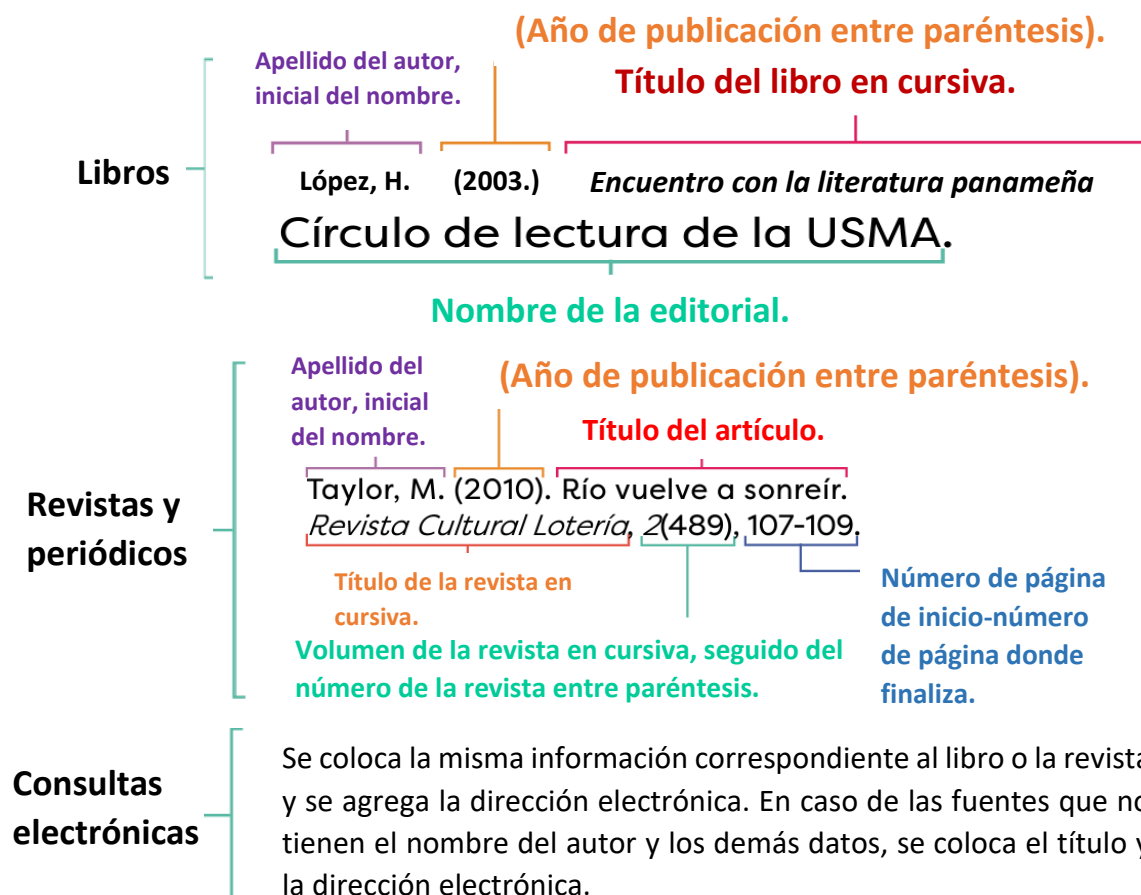 (Año de publicación entre paréntesis).
Apellido del autor,
inicial del nombre.
Título del libro en cursiva.
Libros
López, H. (2003.) Encuentro con la literatura panameña
Círculo de lectura de la USMA.
Nombre de la editorial.
Apellido del
autor, inicial
del nombre.
(Año de publicación entre paréntesis).
Título del artículo.
Revistas y
periódicos
Taylor, M. (2010). Río vuelve a sonreír.
Revista Cultural Lotería, 2(489), 107-109.
Título de la revista en
cursiva.
Volumen de la revista en cursiva, seguido del
número de la revista entre paréntesis.
Número de página
de inicio-número
de página donde
finaliza.
Consultas
electrónicas
Se coloca la misma información correspondiente al libro o la revista
y se agrega la dirección electrónica. En caso de las fuentes que no
tienen el nombre del autor y los demás datos, se coloca el título y
la dirección electrónica.